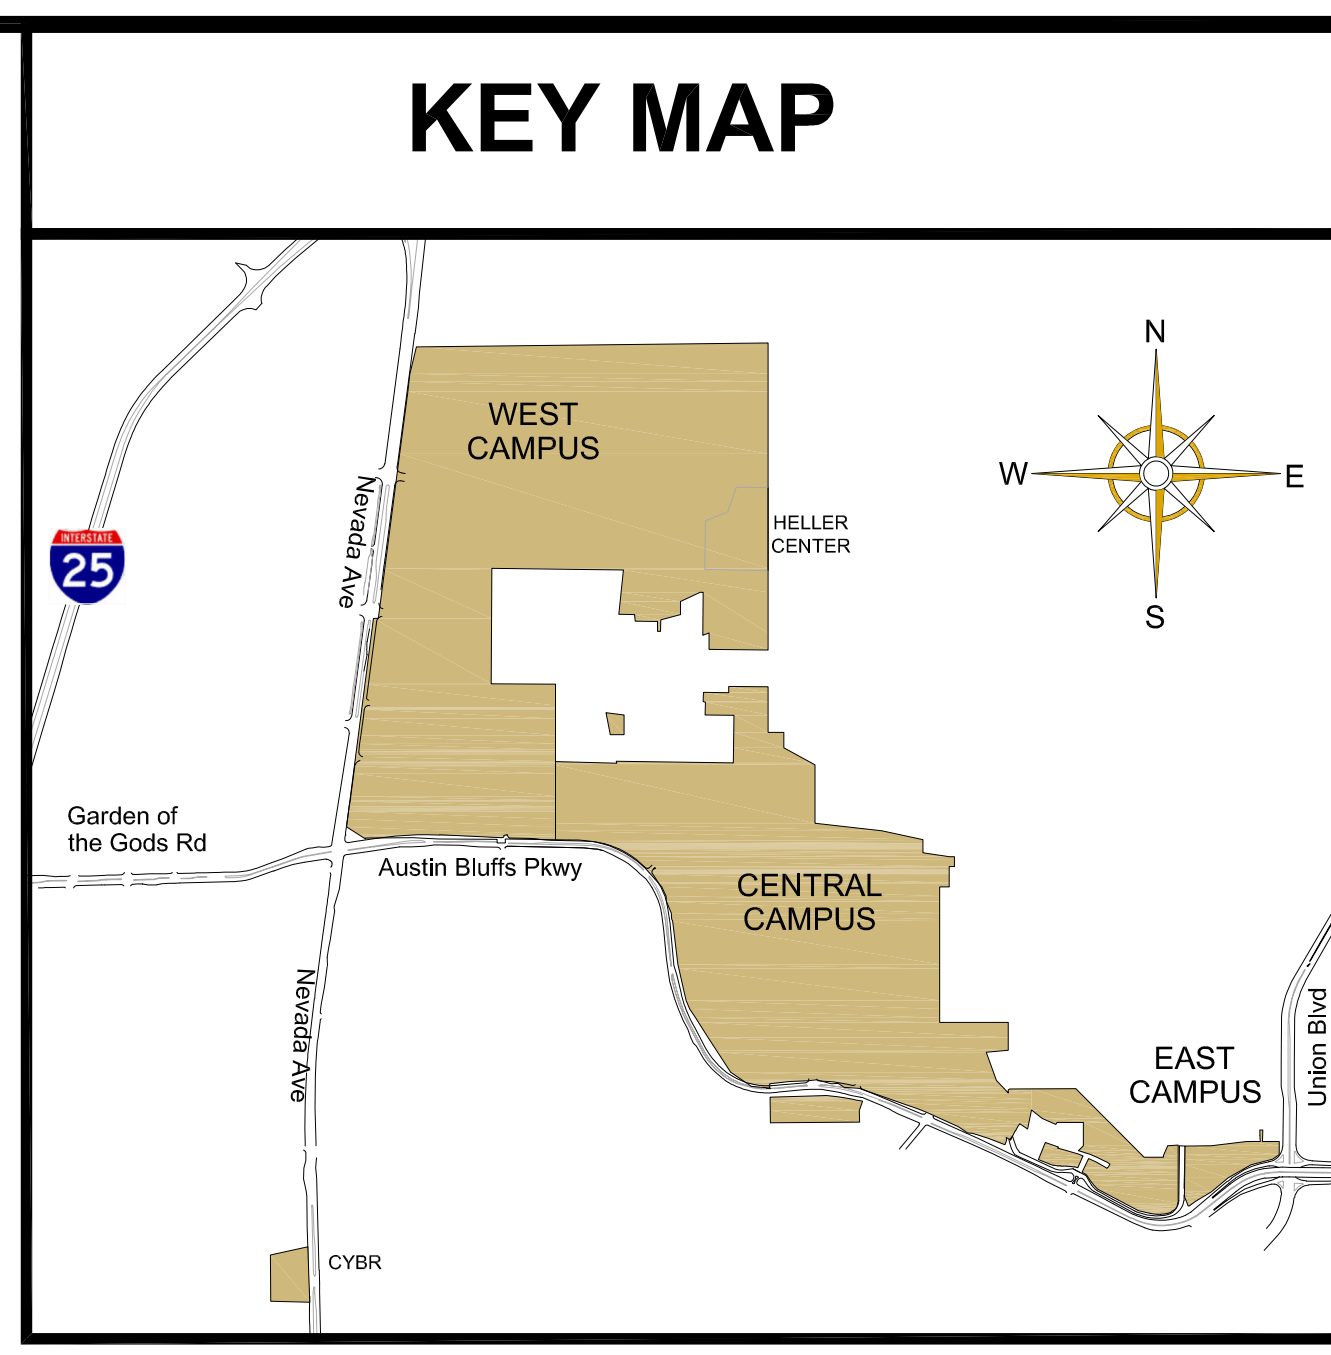 KEY MAP
N
W
E
S
WEST
CAMPUS
HELLER
CENTER
Nevada Ave
INTERSTATE
25
Garden of
the Gods Rd
Austin Bluffs Pkwy
CENTRAL
CAMPUS
Nevada Ave
EAST
CAMPUS
Union Blvd
CYBR